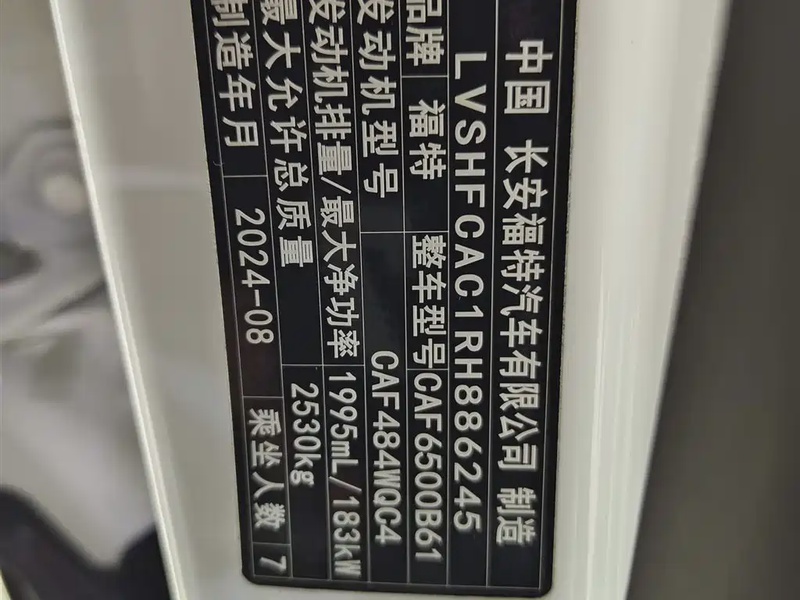 中国 长安福特汽车有限公司 制造
LVSHFCAC1RH886245
品牌 福特 整车型号 CAF6500B61
发动机型号 CAF484WQC4
发动机排量/最大净功率 1995mL/183kW
最大允许总质量 2530kg
制造年月 2024-08 乘坐人数 7